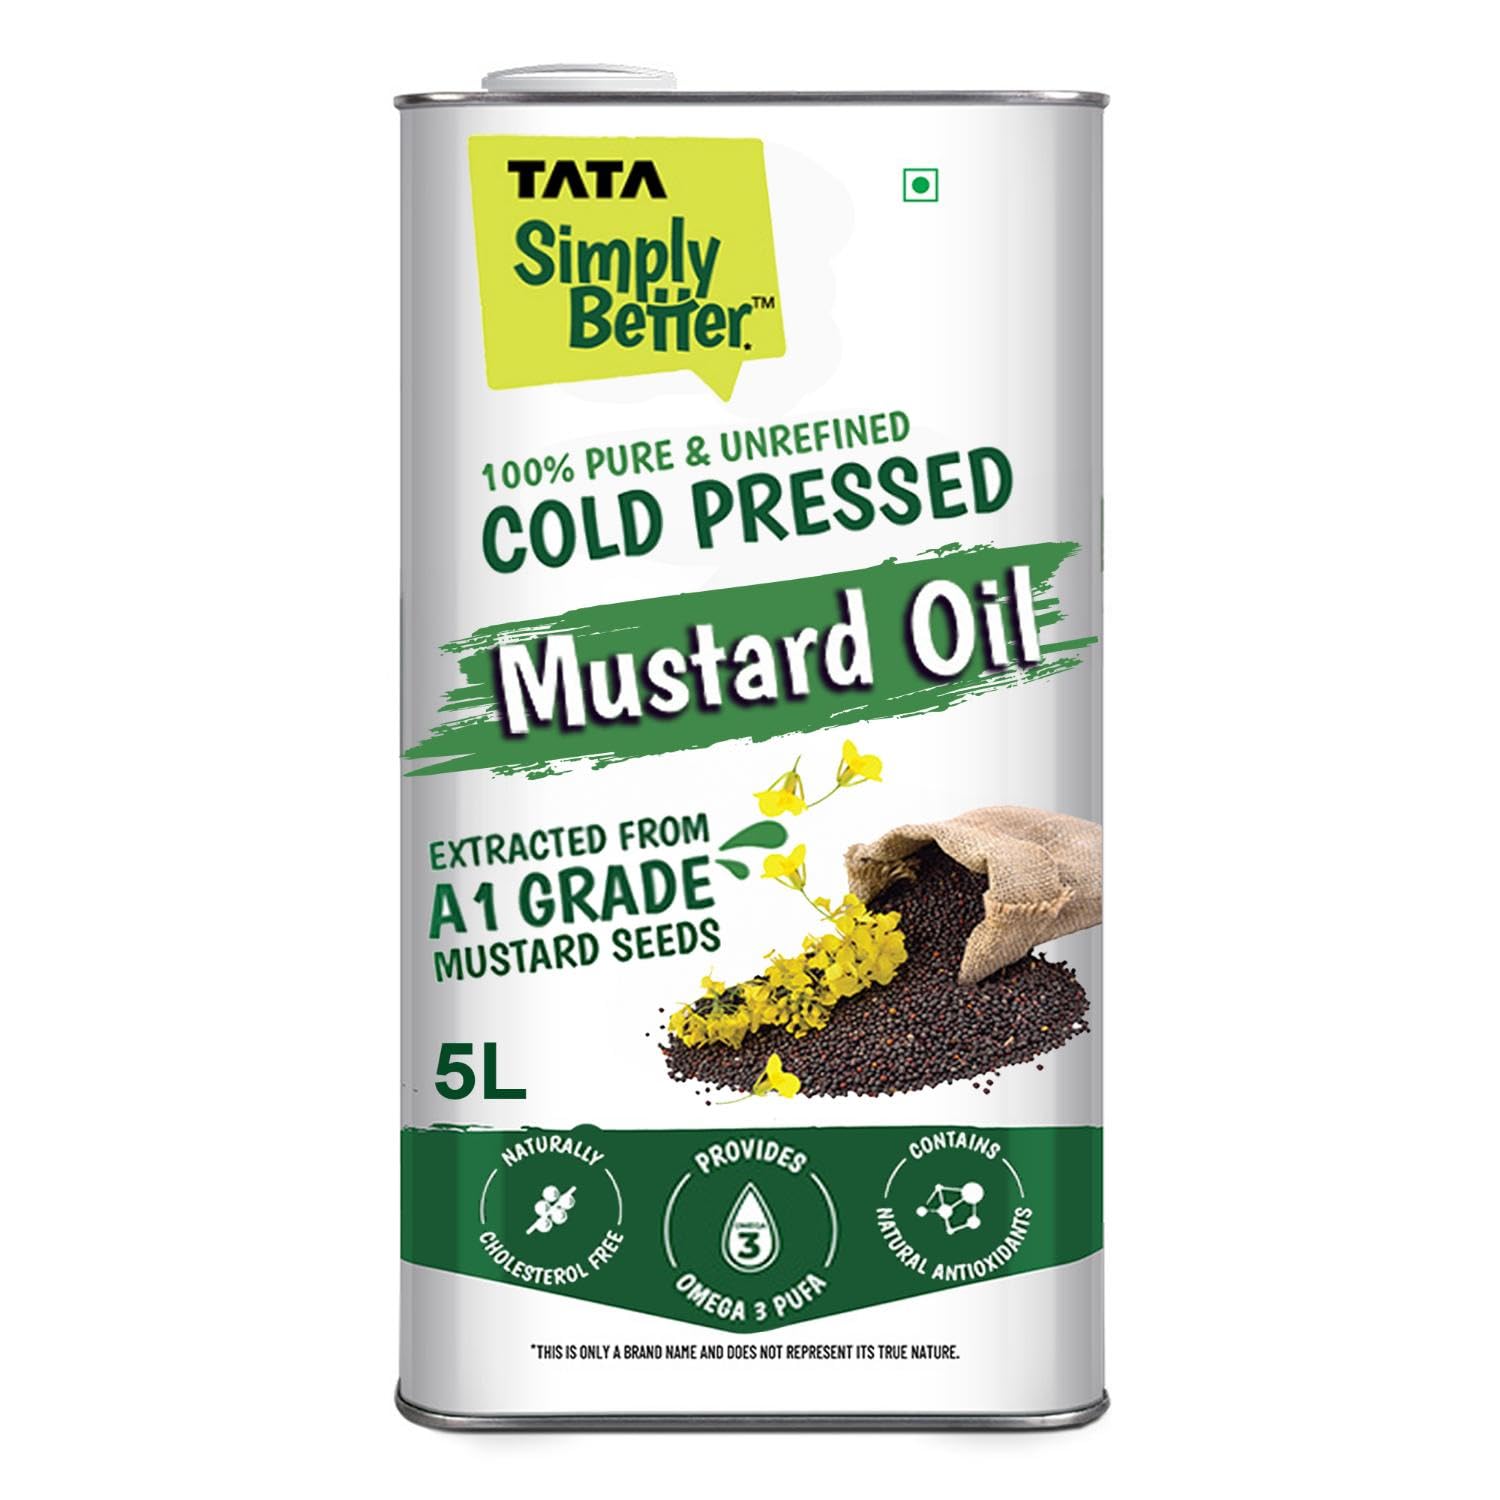 TATA
Simply
Better™*
100% PURE & UNREFINED
COLD PRESSED
Mustard Oil
EXTRACTED FROM
A1 GRADE
MUSTARD SEEDS
5L
NATURALLY
CHOLESTEROL FREE
PROVIDES
OMEGA
3
OMEGA 3 PUFA
CONTAINS
NATURAL ANTIOXIDANTS
*THIS IS ONLY A BRAND NAME AND DOES NOT REPRESENT ITS TRUE NATURE.